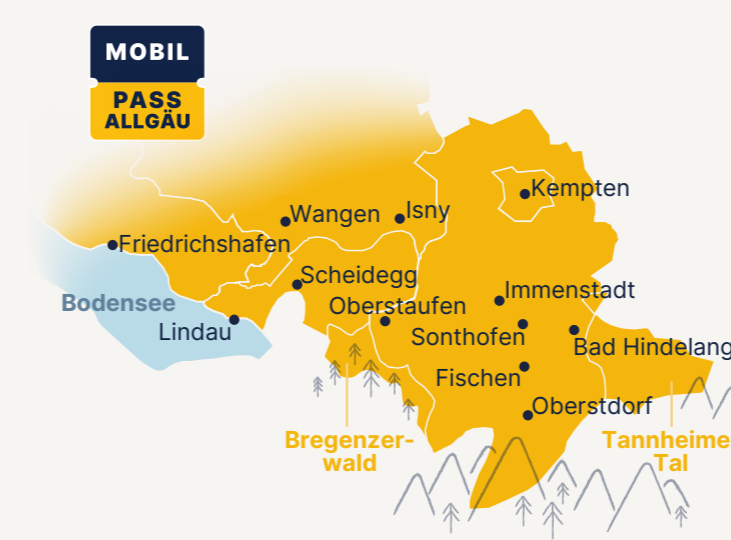 MOBIL
PASS
ALLGÄU
Kempten
Wangen
Isny
Friedrichshafen
Scheidegg
Immenstadt
Bodensee
Oberstaufen
Lindau
Sonthofen
Bad Hindelang
Fischen
Oberstdorf
Bregenzer-
wald
Tannheime
Tal